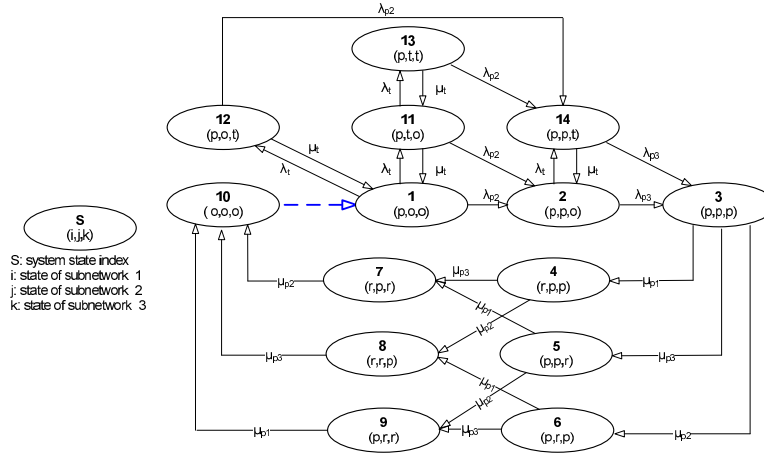 λp2
13
(p,t,t)
λp2
λt
μt
12
(p,o,t)
11
(p,t,o)
14
(p,p,t)
μt
λt
λt
μt
λp2
λt
μt
λp3
10
( o,o,o)
1
(p,o,o)
λp2
2
(p,p,o)
λp3
3
(p,p,p)
S
(i,j,k)
S: system state index
i: state of subnetwork 1
j: state of subnetwork 2
k: state of subnetwork 3
μp2
7
(r,p,r)
μp3
4
(r,p,p)
μp1
μp1
μp2
μp3
8
(r,r,p)
5
(p,p,r)
μp3
μp1
μp2
μp1
9
(p,r,r)
μp3
6
(p,r,p)
μp2